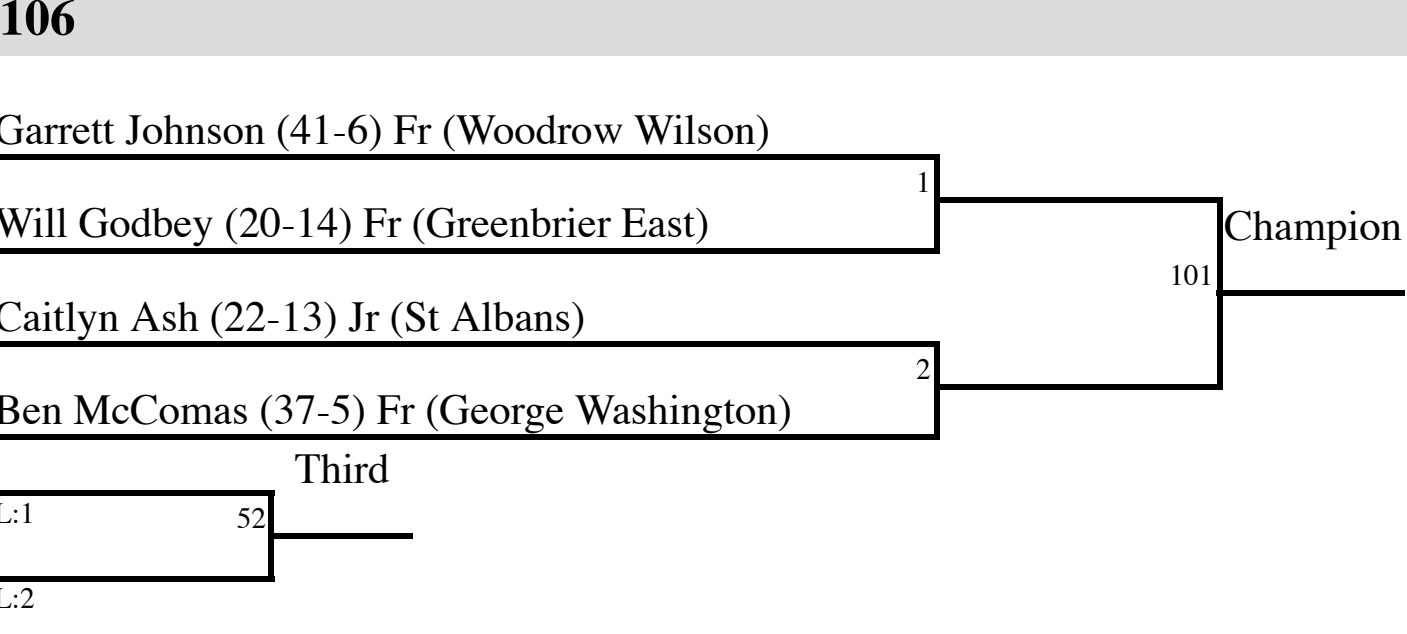 106
Garrett Johnson (41-6) Fr (Woodrow Wilson)
1
Will Godbey (20-14) Fr (Greenbrier East)
Champion
101
Caitlyn Ash (22-13) Jr (St Albans)
2
Ben McComas (37-5) Fr (George Washington)
Third
L:1
52
L:2